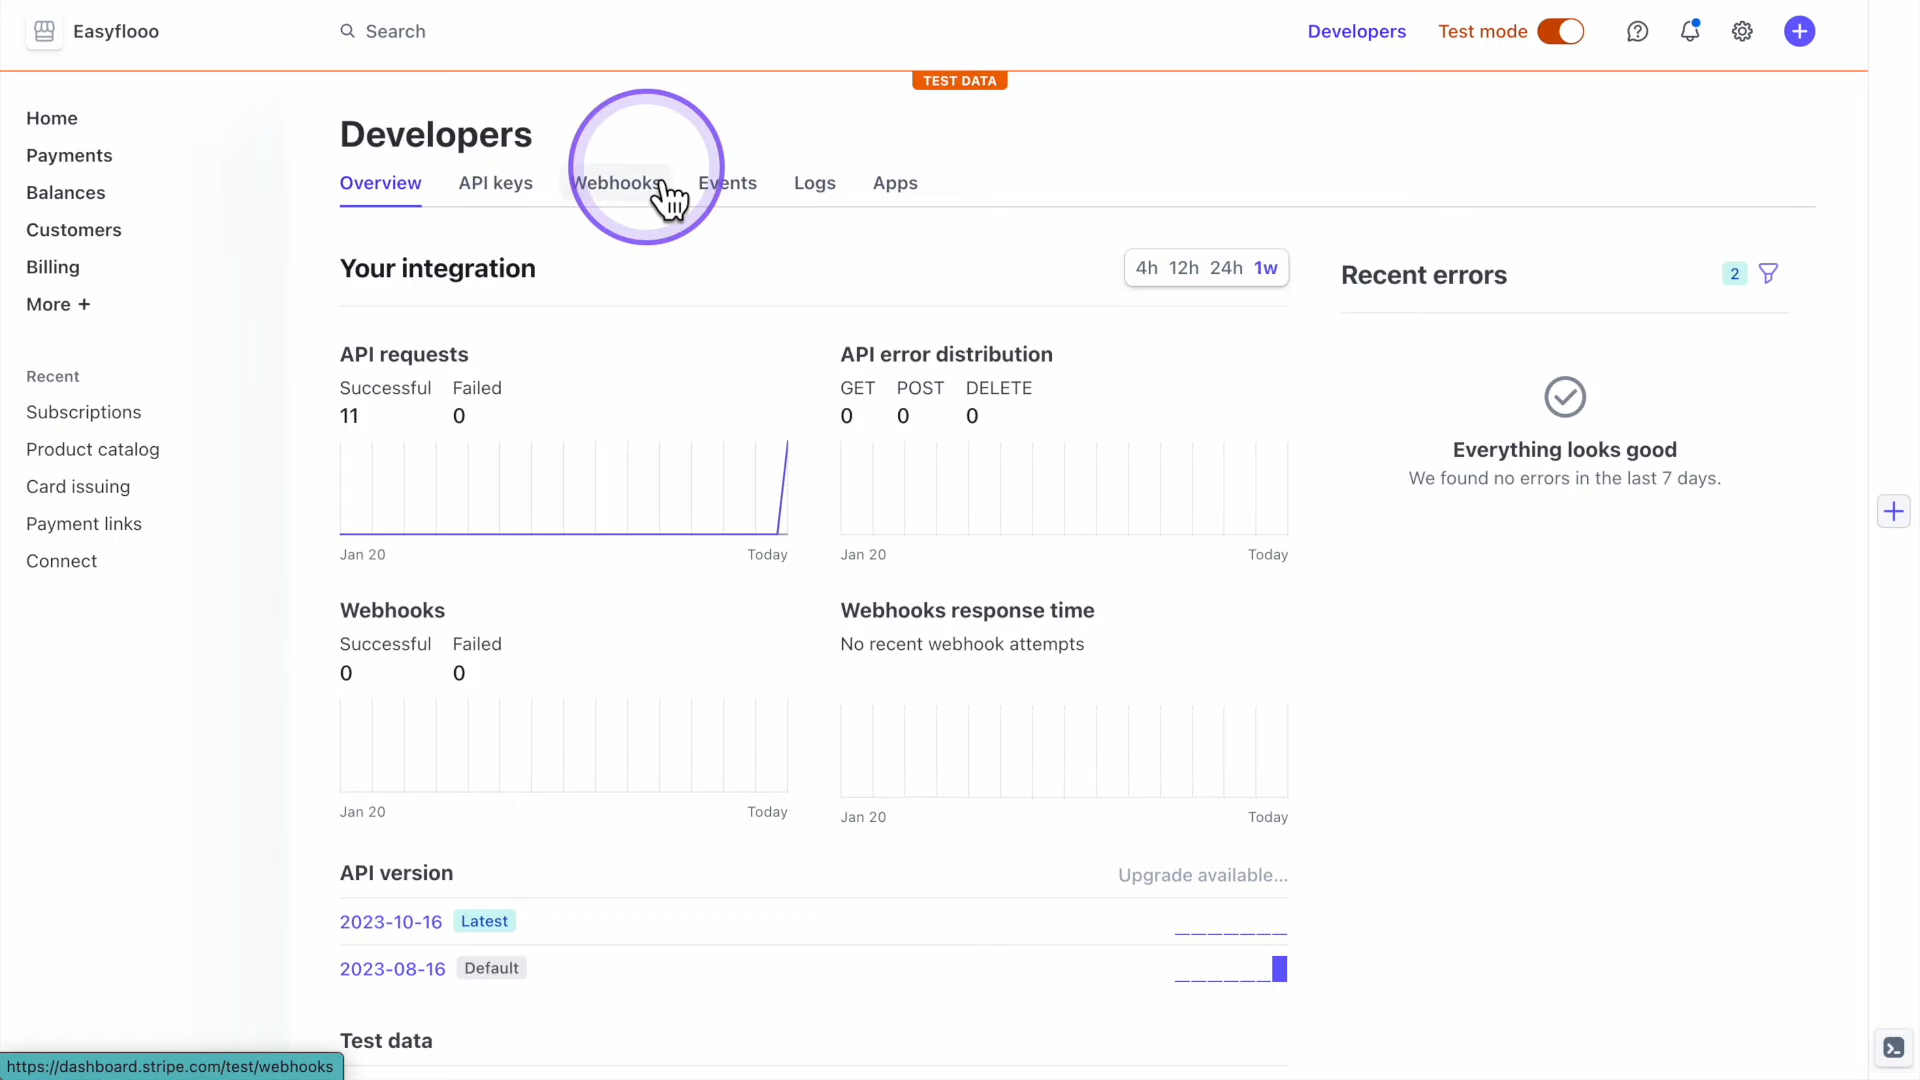 Easyflooo
Search
Developers
Test mode
TEST DATA
Home
Payments
Balances
Customers
Billing
More +
Recent
Subscriptions
Product catalog
Card issuing
Payment links
Connect
Developers
Overview API keys Webhooks Events Logs Apps
Your integration
4h 12h 24h 1w
Recent errors
2
API requests
Successful Failed
11 0
Jan 20 Today
API error distribution
GET POST DELETE
0 0 0
Jan 20 Today
Everything looks good
We found no errors in the last 7 days.
Webhooks
Successful Failed
0 0
Jan 20 Today
Webhooks response time
No recent webhook attempts
Jan 20 Today
API version
Upgrade available...
2023-10-16 Latest
2023-08-16 Default
Test data
https://dashboard.stripe.com/test/webhooks